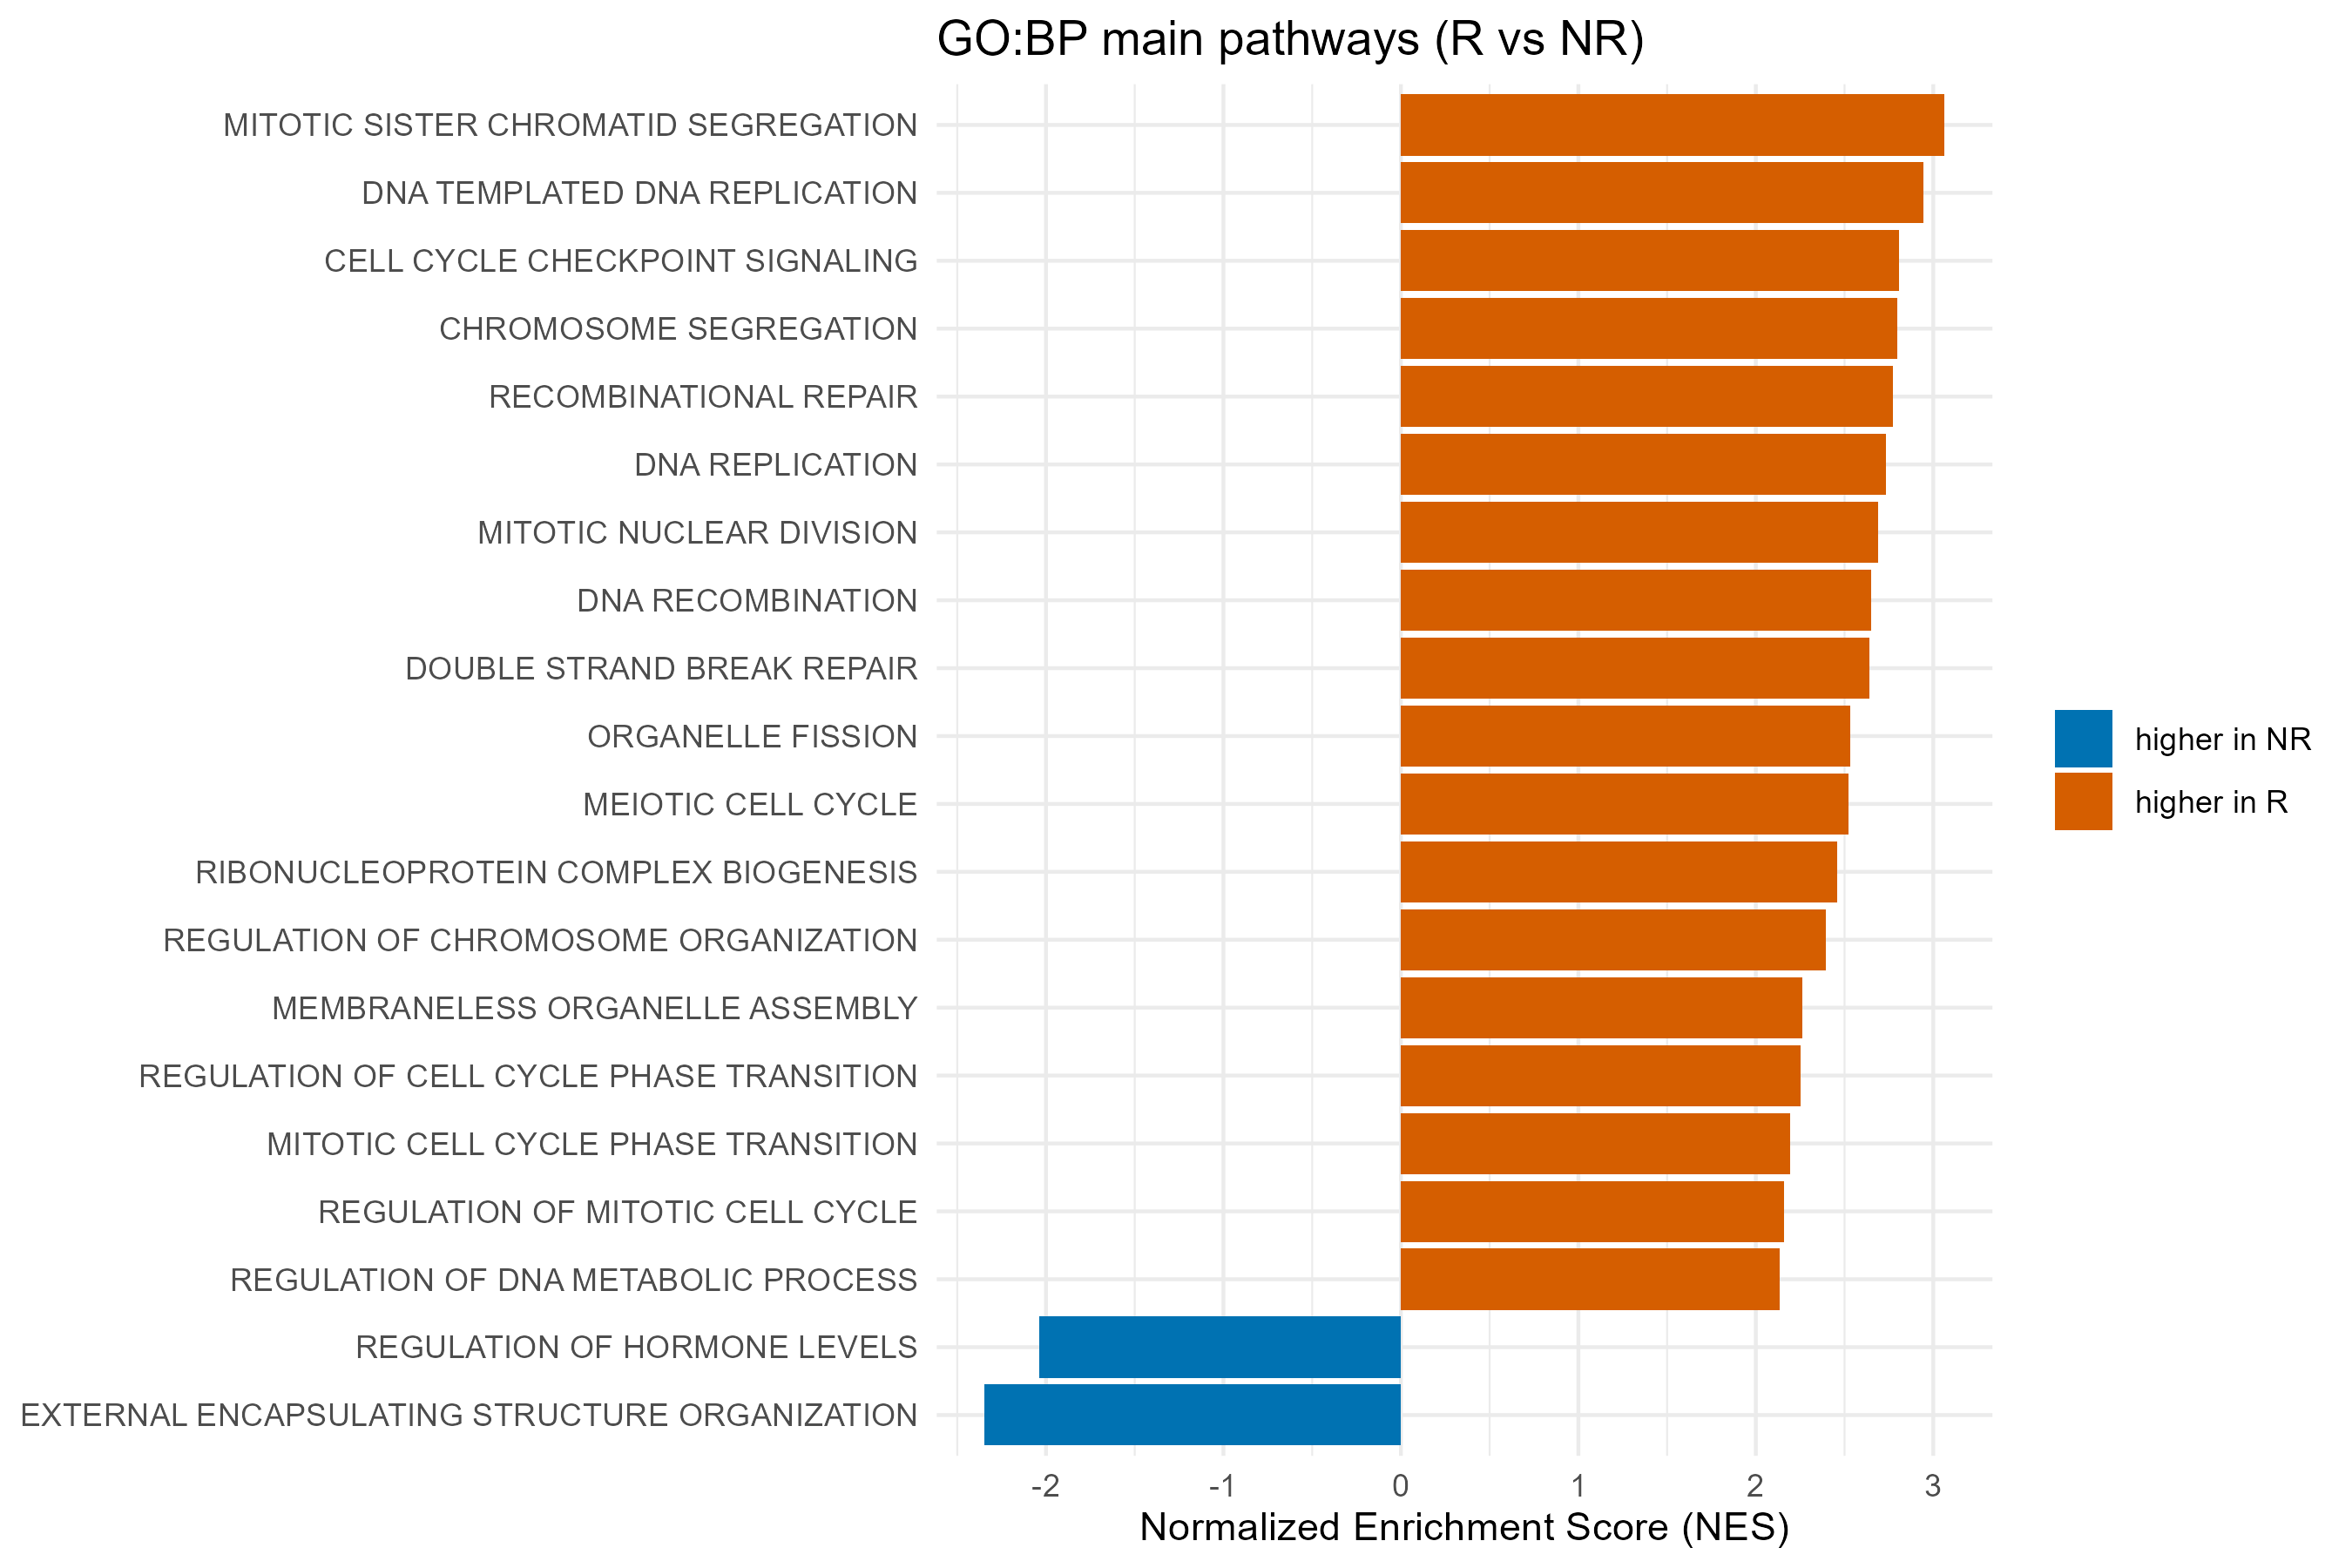 GO:BP main pathways (R vs NR)
MITOTIC SISTER CHROMATID SEGREGATION
DNA TEMPLATED DNA REPLICATION
CELL CYCLE CHECKPOINT SIGNALING
CHROMOSOME SEGREGATION
RECOMBINATIONAL REPAIR
DNA REPLICATION
MITOTIC NUCLEAR DIVISION
DNA RECOMBINATION
DOUBLE STRAND BREAK REPAIR
ORGANELLE FISSION
MEIOTIC CELL CYCLE
RIBONUCLEOPROTEIN COMPLEX BIOGENESIS
REGULATION OF CHROMOSOME ORGANIZATION
MEMBRANELESS ORGANELLE ASSEMBLY
REGULATION OF CELL CYCLE PHASE TRANSITION
MITOTIC CELL CYCLE PHASE TRANSITION
REGULATION OF MITOTIC CELL CYCLE
REGULATION OF DNA METABOLIC PROCESS
REGULATION OF HORMONE LEVELS
EXTERNAL ENCAPSULATING STRUCTURE ORGANIZATION
-2 -1 0 1 2 3
Normalized Enrichment Score (NES)
higher in NR
higher in R